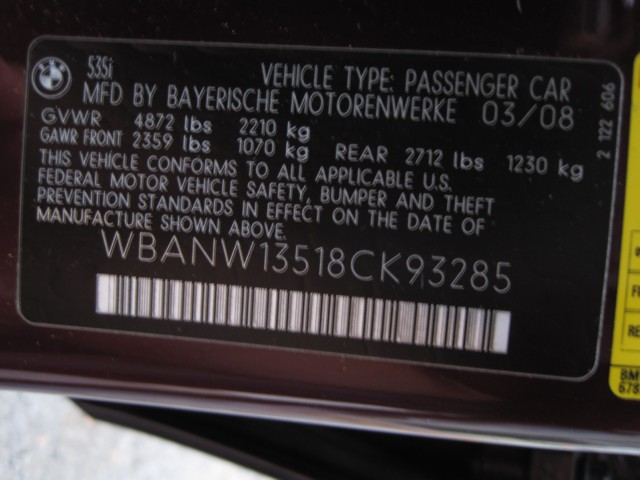 535i
VEHICLE TYPE: PASSENGER CAR
MFD BY BAYERISCHE MOTORENWERKE 03/08
GVWR 4872 lbs 2210 kg
GAWR FRONT 2359 lbs 1070 kg REAR 2712 lbs 1230 kg
THIS VEHICLE CONFORMS TO ALL APPLICABLE U.S.
FEDERAL MOTOR VEHICLE SAFETY, BUMPER AND THEFT
PREVENTION STANDARDS IN EFFECT ON THE DATE OF
MANUFACTURE SHOWN ABOVE.
WBANW13518CK93285
2 122 606
BM